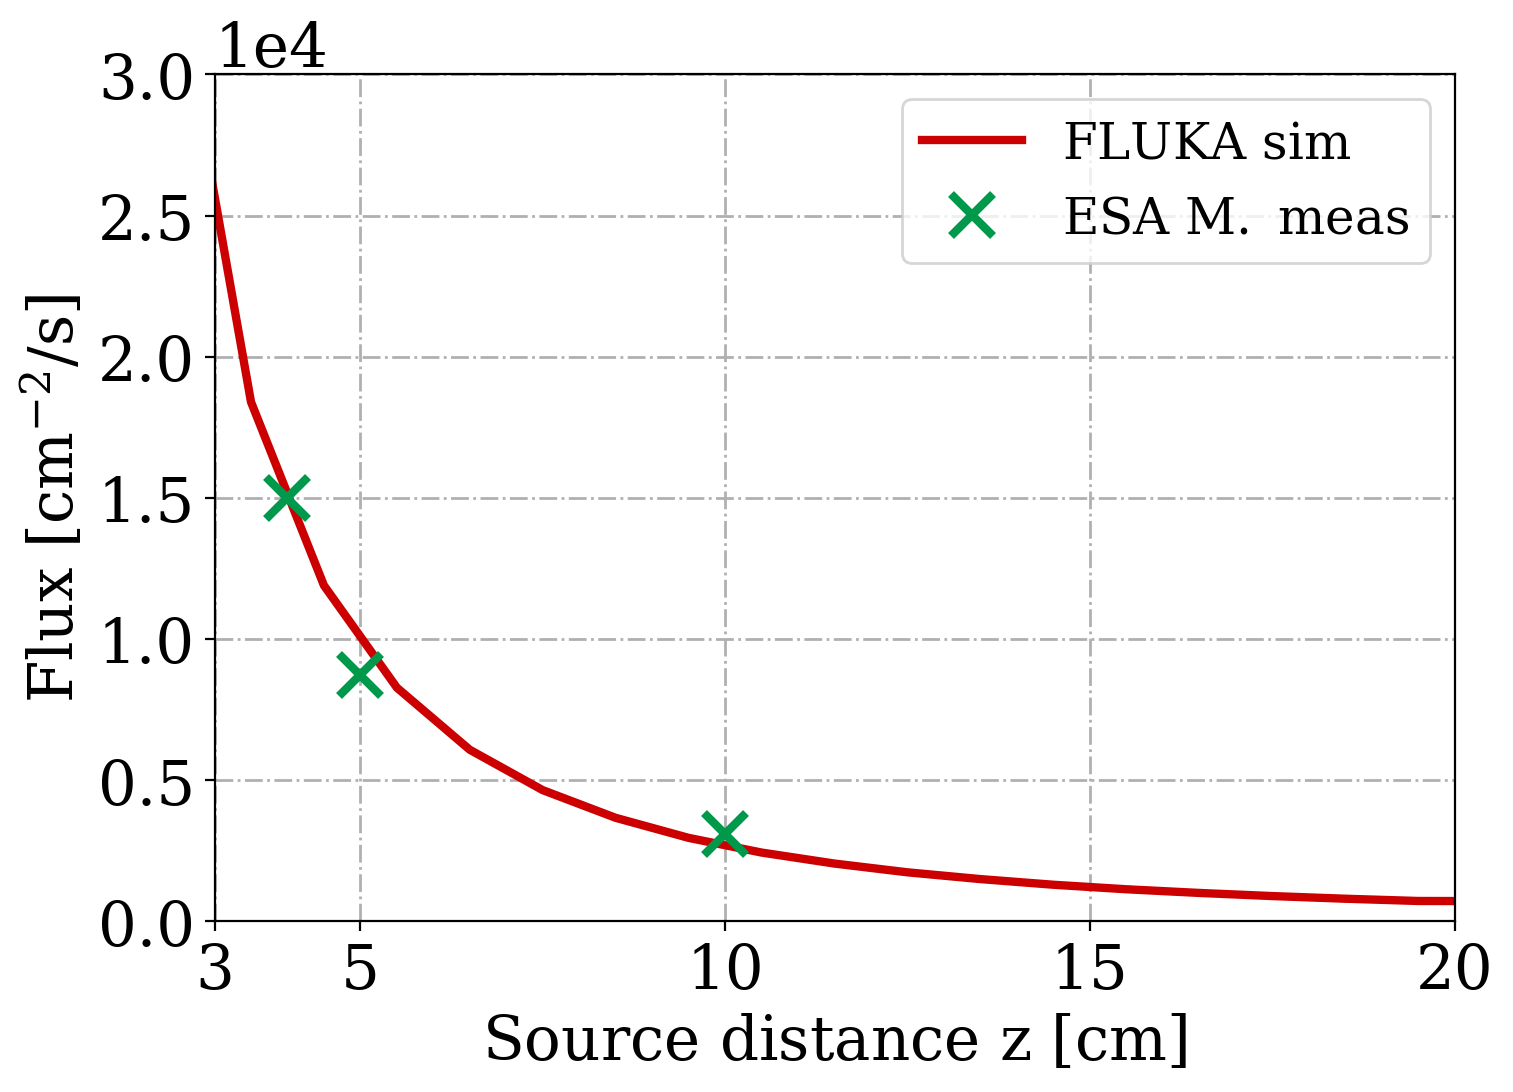 1e4
3.0
2.5
2.0
1.5
1.0
0.5
0.0
3 5 10 15 20
Flux [cm⁻²/s]
Source distance z [cm]
FLUKA sim
ESA M. meas